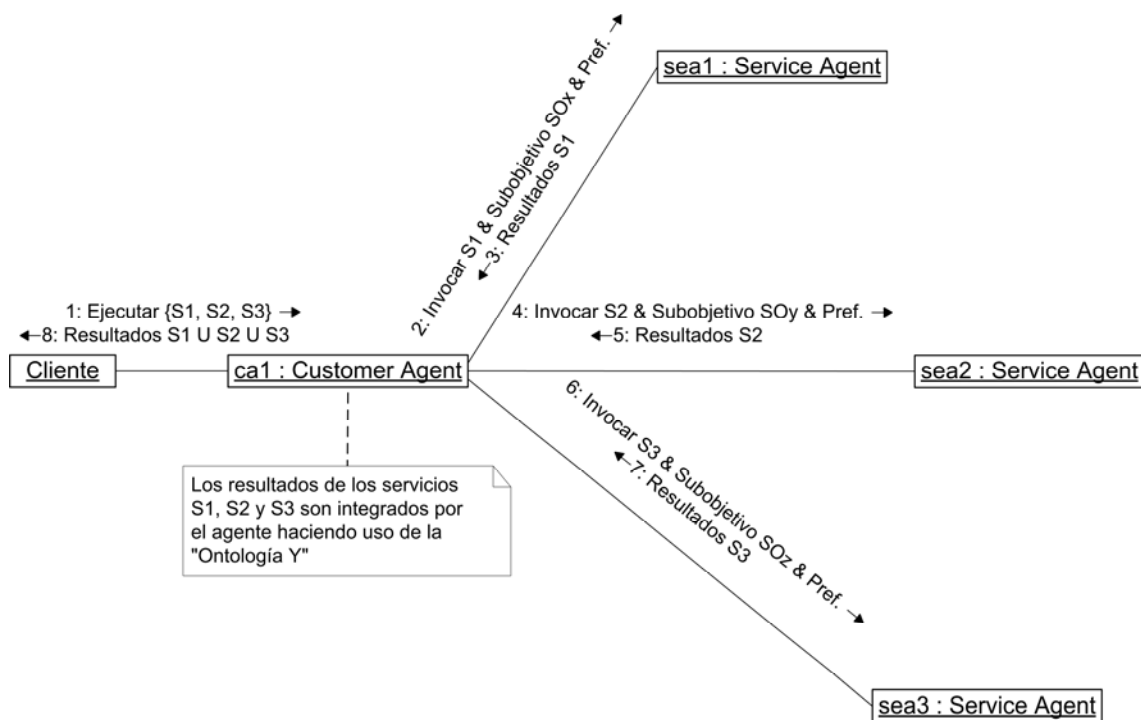 sea1 : Service Agent
2: Invocar S1 & Subobjetivo SOx & Pref. →
←3: Resultados S1
1: Ejecutar {S1, S2, S3} →
←8: Resultados S1 U S2 U S3
4: Invocar S2 & Subobjetivo SOy & Pref. →
←5: Resultados S2
Cliente
ca1 : Customer Agent
sea2 : Service Agent
6: Invocar S3 & Subobjetivo SOz & Pref. →
←7: Resultados S3
Los resultados de los servicios
S1, S2 y S3 son integrados por
el agente haciendo uso de la
"Ontología Y"
sea3 : Service Agent